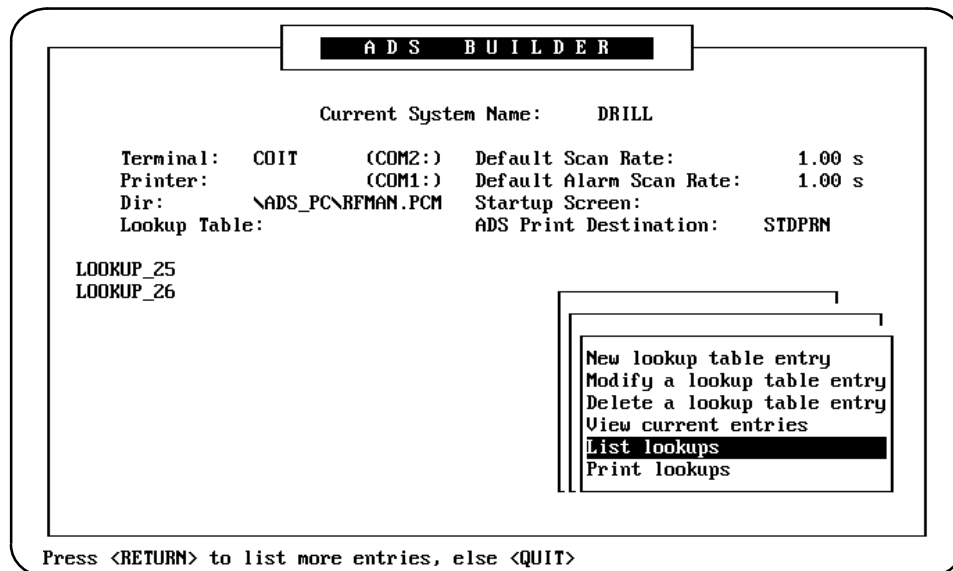 ADS BUILDER
Current System Name: DRILL
Terminal: COIT (COM2:) Default Scan Rate: 1.00 s
Printer: (COM1:) Default Alarm Scan Rate: 1.00 s
Dir: \ADS_PC\RFMAN.PCM Startup Screen:
Lookup Table: ADS Print Destination: STDPRN
LOOKUP_25
LOOKUP_26
New lookup table entry
Modify a lookup table entry
Delete a lookup table entry
View current entries
List lookups
Print lookups
Press <RETURN> to list more entries, else <QUIT>